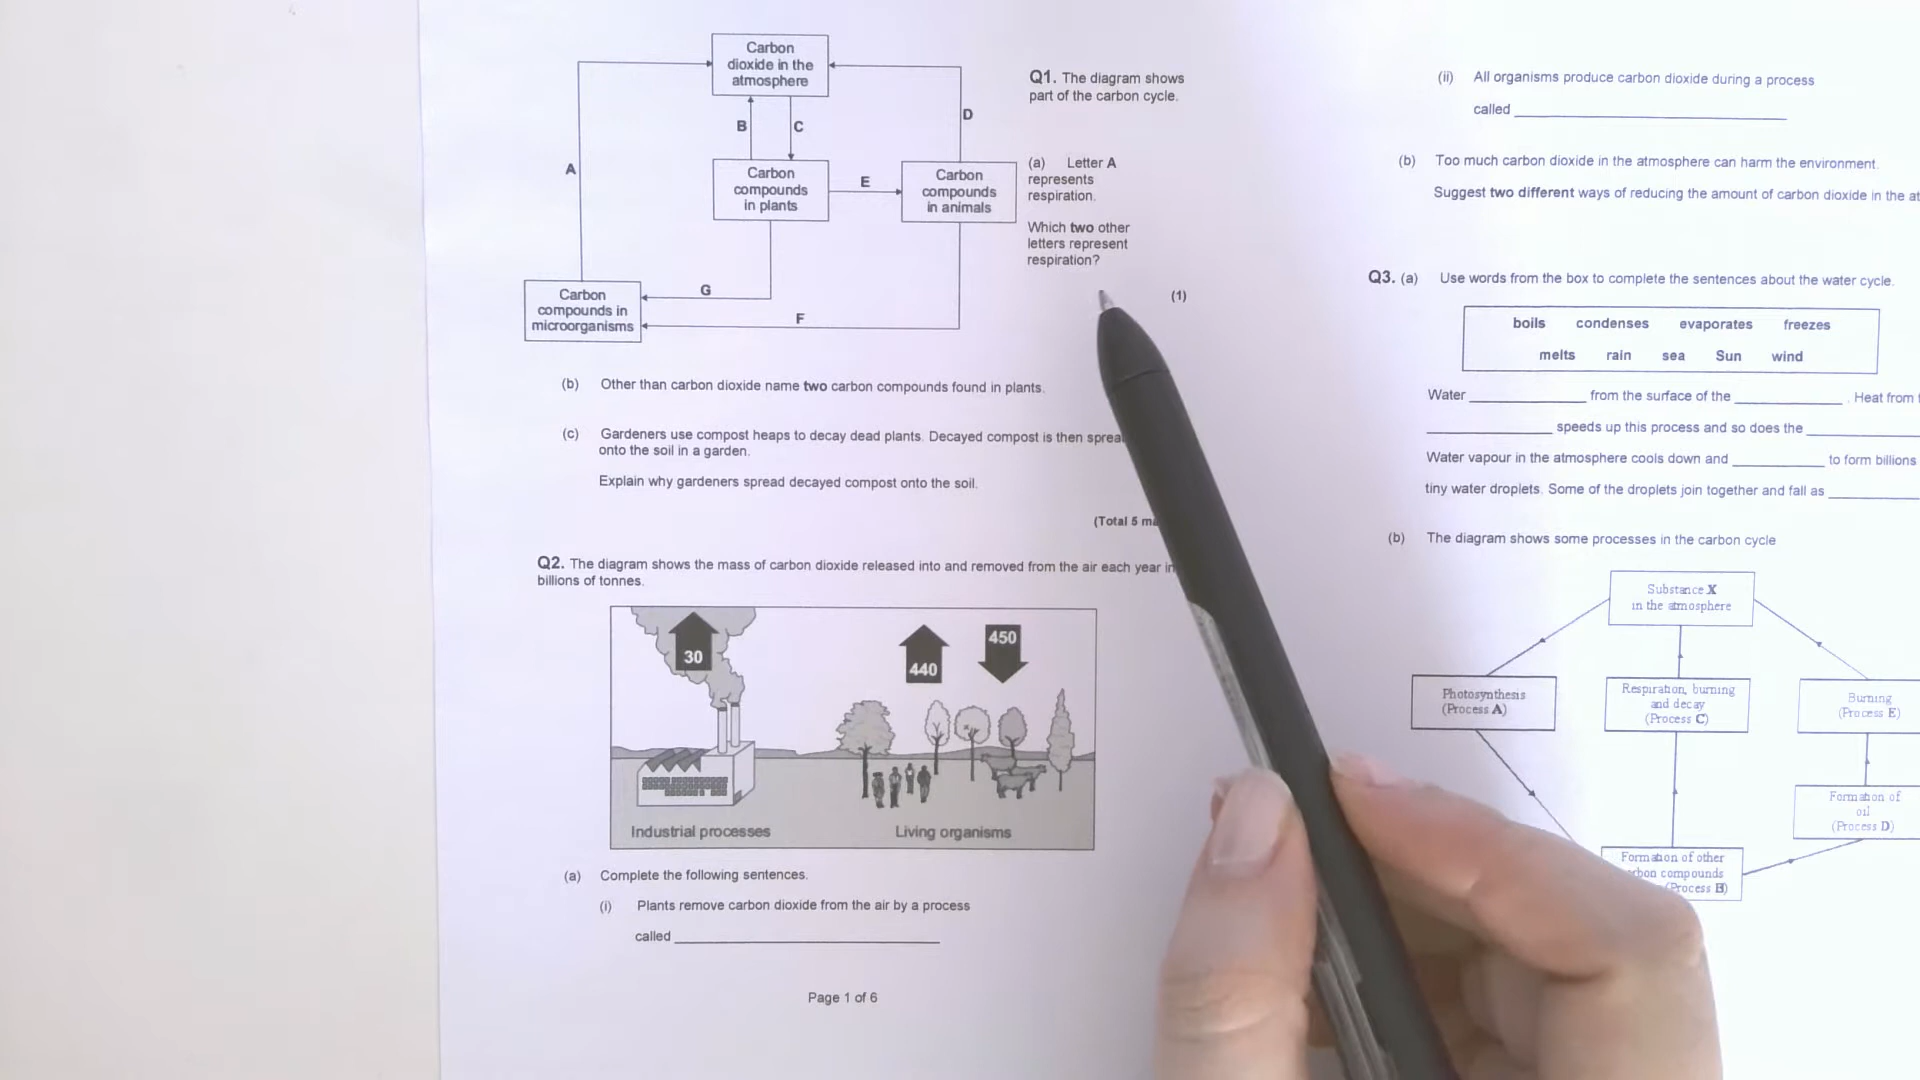 Carbon
dioxide in the
atmosphere
B
C
D
A
Carbon
compounds
in plants
E
Carbon
compounds
in animals
Carbon
compounds in
microorganisms
G
F
Q1. The diagram shows
part of the carbon cycle.
(a) Letter A
represents
respiration.
Which two other
letters represent
respiration?
(1)
(b) Other than carbon dioxide name two carbon compounds found in plants.
(c) Gardeners use compost heaps to decay dead plants. Decayed compost is then
onto the soil in a garden.
Explain why gardeners spread decayed compost onto the soil.
(Total 5
Q2. The diagram shows the mass of carbon dioxide released into and removed from the air each year in
billions of tonnes.
30
440
450
Industrial processes
Living organisms
(a) Complete the following sentences.
(i) Plants remove carbon dioxide from the air by a process
called
Page 1 of 6
(ii) All organisms produce carbon dioxide during a process
called
(b) Too much carbon dioxide in the atmosphere can harm the environment.
Suggest two different ways of reducing the amount of carbon dioxide in the
Q3. (a) Use words from the box to complete the sentences about the water cycle.
boils condenses evaporates freezes
melts rain sea Sun wind
Water from the surface of the . Heat from
speeds up this process and so does the
Water vapour in the atmosphere cools down and to form billions
tiny water droplets. Some of the droplets join together and fall as
(b) The diagram shows some processes in the carbon cycle
Substance X
in the atmosphere
Photosynthesis
(Process A)
Respiration, burning
and decay
(Process C)
Burning
(Process E)
Formation of
oil
(Process D)
Formation of other
compounds
(Process B)